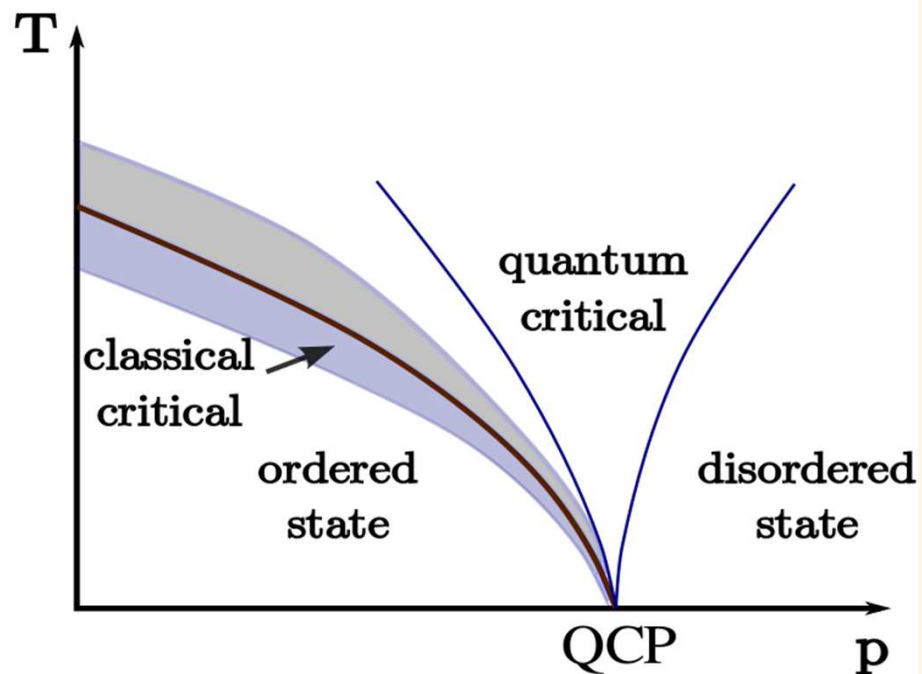 T
quantum
critical
classical
critical
ordered
state
disordered
state
QCP
p